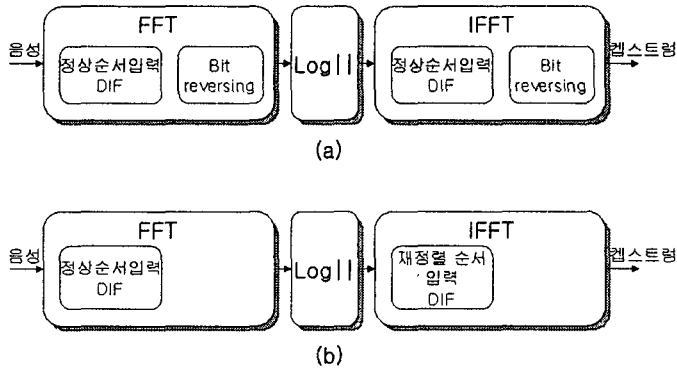 FFT
IFFT
음성
정상순서입력
DIF
Bit
reversing
Log||
정상순서입력
DIF
Bit
reversing
켑스트럼
(a)
FFT
IFFT
음성
정상순서입력
DIF
Log||
재정렬 순서
입력
DIF
켑스트럼
(b)